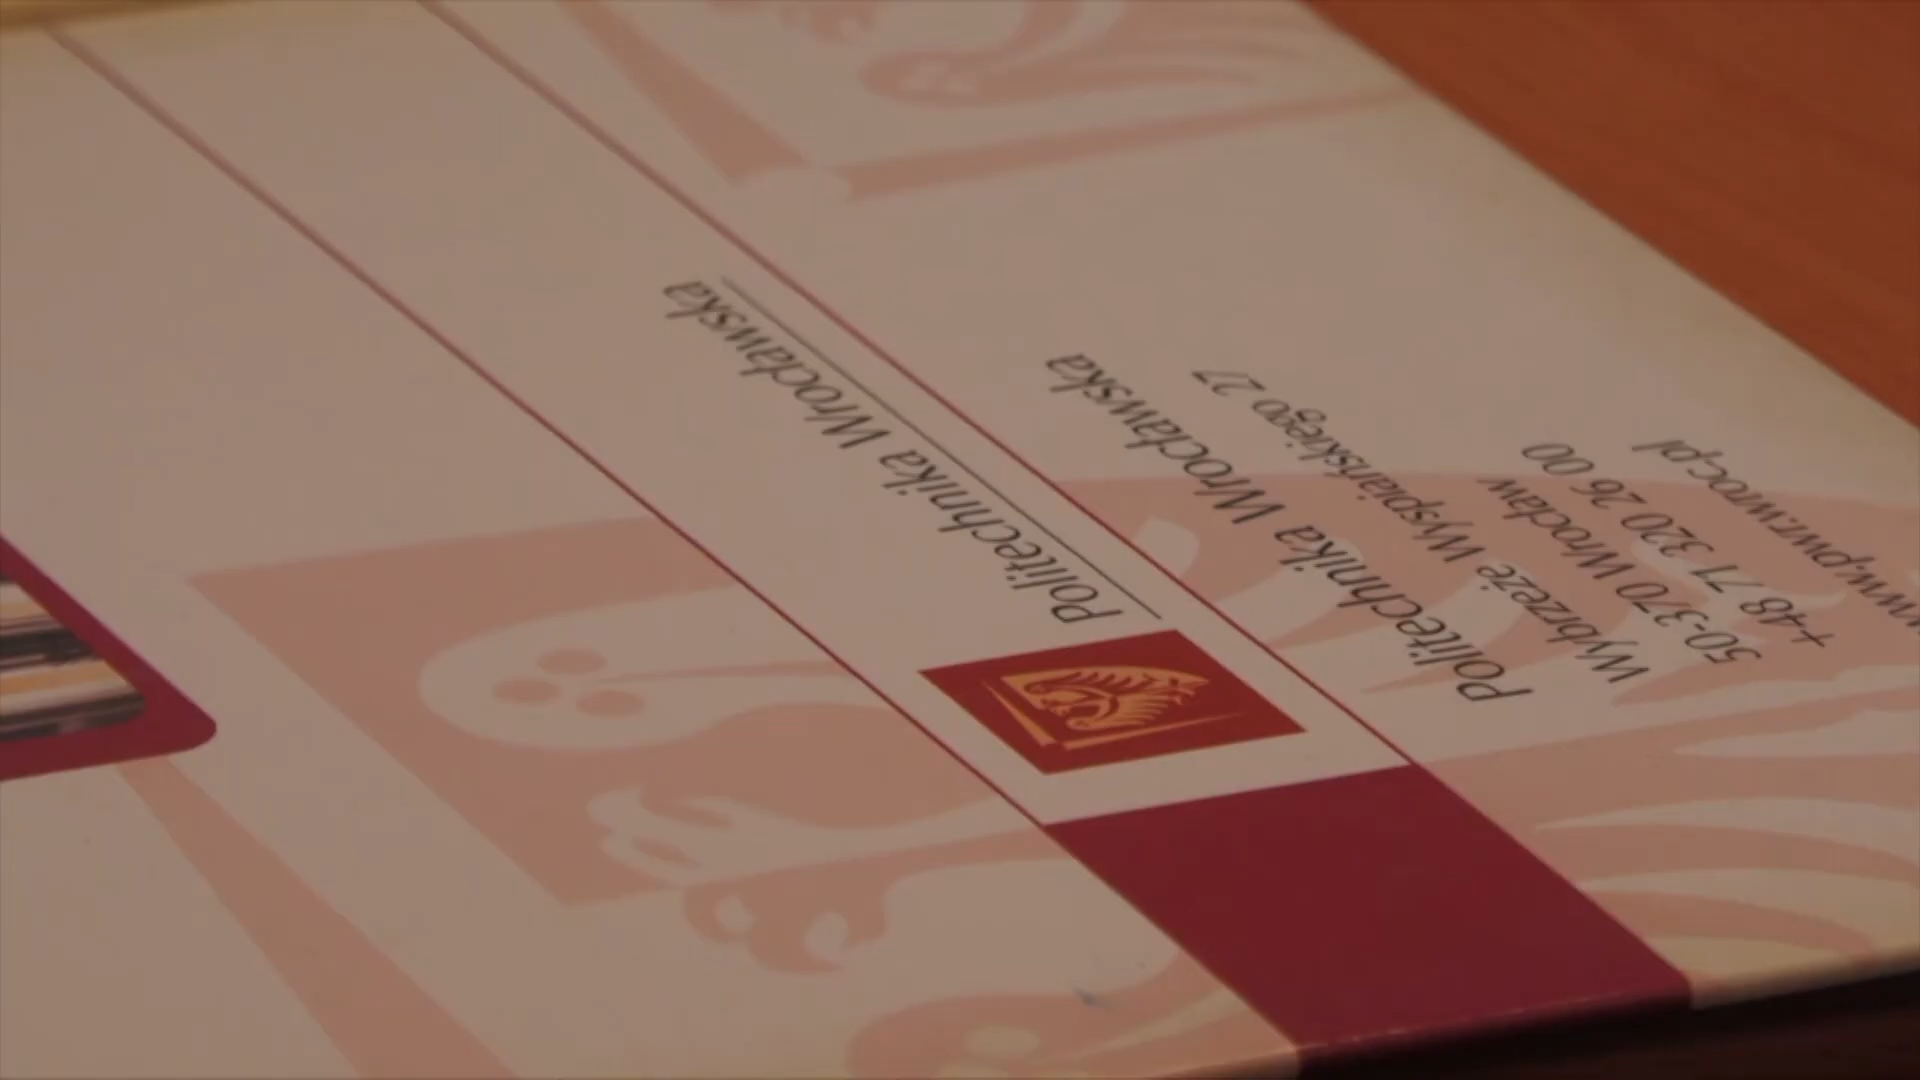 Politechnika Wrocławska
Politechnika Wrocławska
Wybrzeże Wyspiańskiego 27
50-370 Wrocław
+48 71 320 26 00
www.pwr.wroc.pl